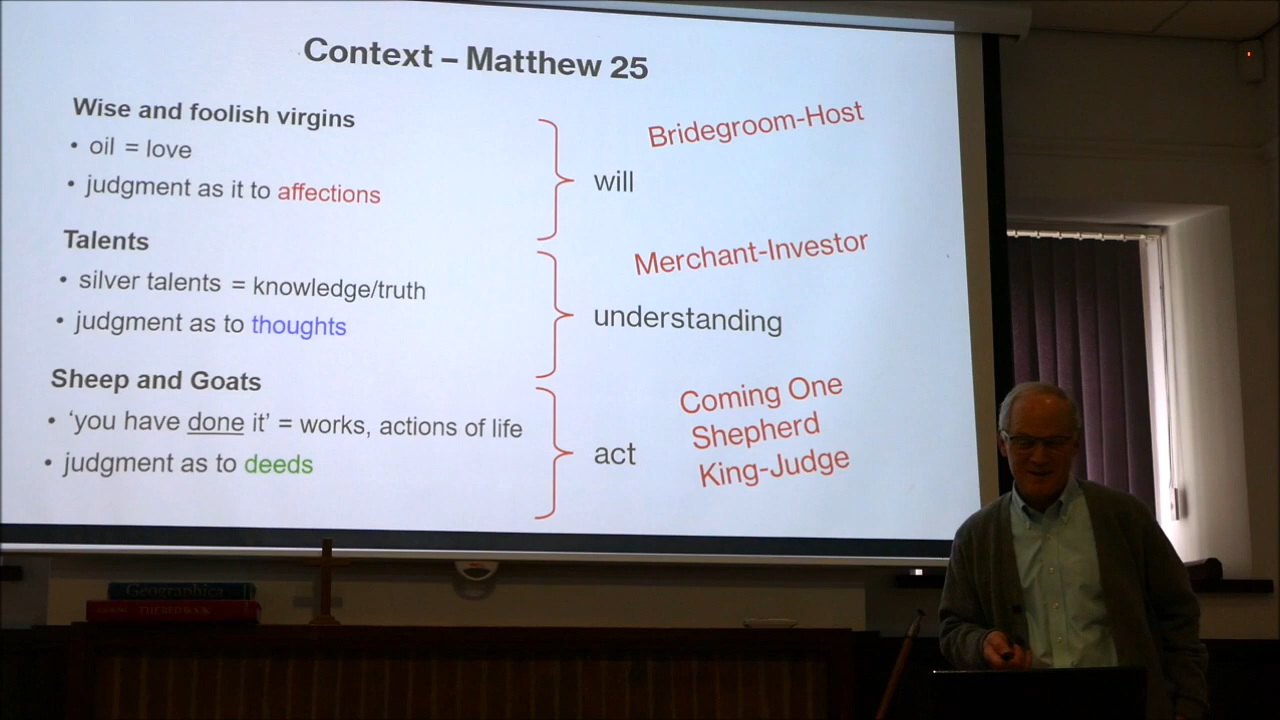 Context – Matthew 25
Wise and foolish virgins
• oil = love
• judgment as it to affections
will
Bridegroom-Host
Talents
• silver talents = knowledge/truth
• judgment as to thoughts
understanding
Merchant-Investor
Sheep and Goats
• ‘you have done it’ = works, actions of life
• judgment as to deeds
act
Coming One
Shepherd
King-Judge
Geographica
THE RED BOOK